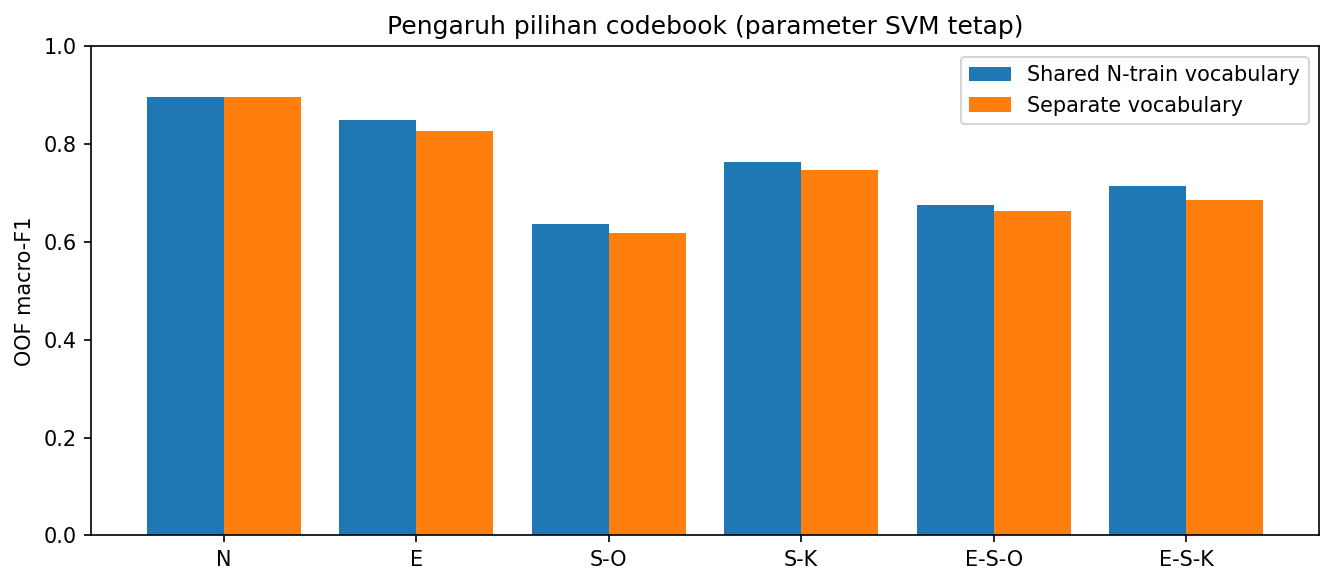 Pengaruh pilihan codebook (parameter SVM tetap)
Shared N-train vocabulary
Separate vocabulary
OOF macro-F1
1.0
0.8
0.6
0.4
0.2
0.0
N E S-O S-K E-S-O E-S-K